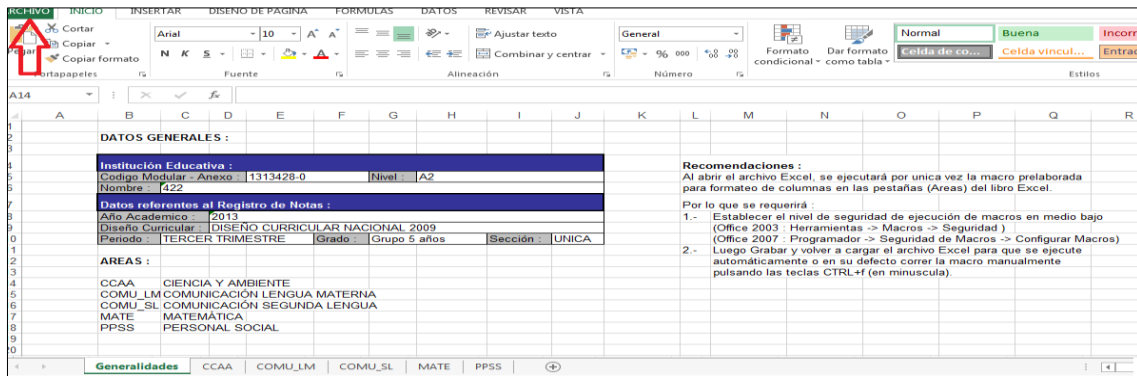 RCHIVO INICIO INSERTAR DISEÑO DE PÁGINA FÓRMULAS DATOS REVISAR VISTA
Cortar
Copiar
Copiar formato
Portapapeles
Arial 10
N K S
Fuente
Ajustar texto
Combinar y centrar
Alineación
General
% 000
Número
Formato condicional
Dar formato como tabla
Normal Buena Incorr
Celda de co... Celda vincul... Entrad
Estilos
A14 fx
A B C D E F G H I J K L M N O P Q R
DATOS GENERALES :
Institución Educativa :
Codigo Modular - Anexo : 1313428-0 Nivel : A2
Nombre : 422
Datos referentes al Registro de Notas :
Año Academico : 2013
Diseño Curricular : DISEÑO CURRICULAR NACIONAL 2009
Periodo : TERCER TRIMESTRE Grado : Grupo 5 años Sección : UNICA
AREAS :
CCAA CIENCIA Y AMBIENTE
COMU_LM COMUNICACIÓN LENGUA MATERNA
COMU_SL COMUNICACIÓN SEGUNDA LENGUA
MATE MATEMÁTICA
PPSS PERSONAL SOCIAL
Recomendaciones :
Al abrir el archivo Excel, se ejecutará por unica vez la macro prelaborada
para formateo de columnas en las pestañas (Areas) del libro Excel.
Por lo que se requerirá :
1.- Establecer el nivel de seguridad de ejecución de macros en medio bajo
(Office 2003 : Herramientas -> Macros -> Seguridad )
(Office 2007 : Programador -> Seguridad de Macros -> Configurar Macros)
2.- Luego Grabar y volver a cargar el archivo Excel para que se ejecute
automáticamente o en su defecto correr la macro manualmente
pulsando las teclas CTRL+f (en minuscula).
Generalidades CCAA COMU_LM COMU_SL MATE PPSS